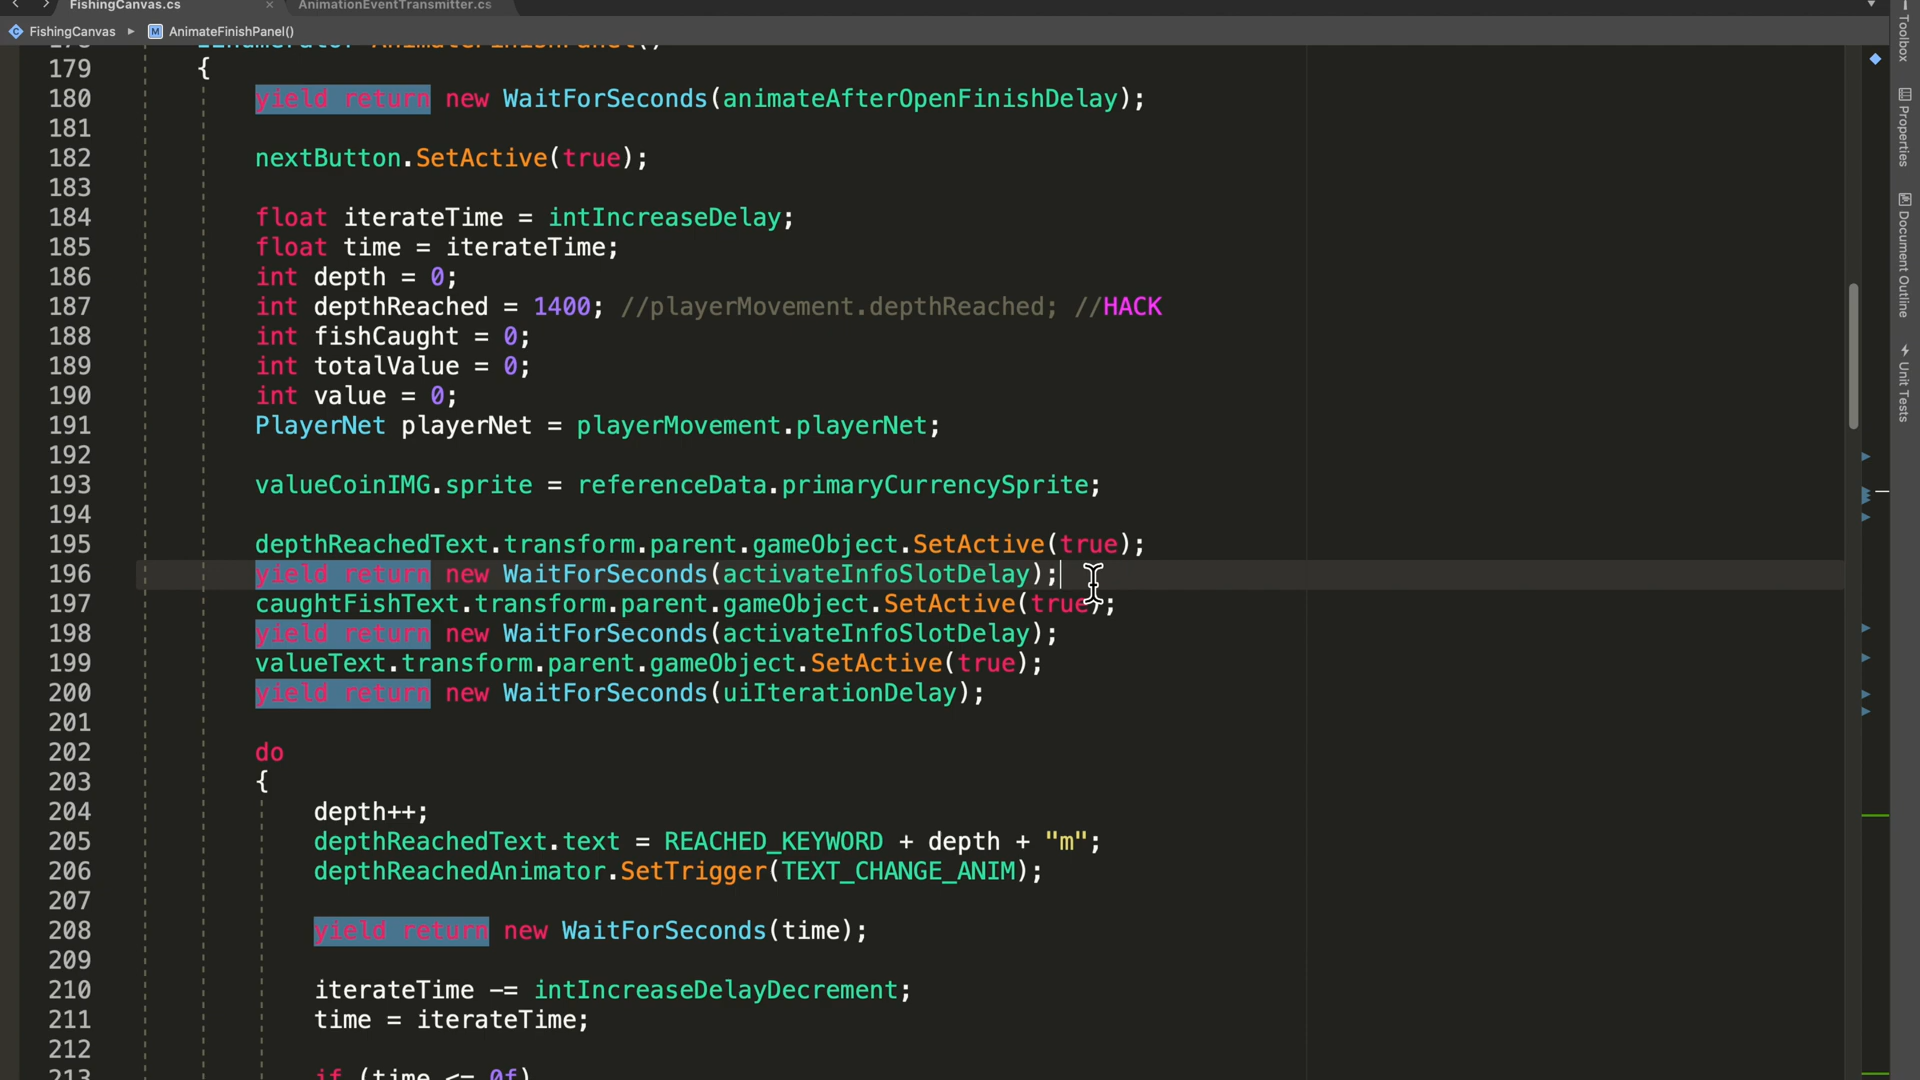 FishingCanvas.cs × AnimationEventTransmitter.cs
FishingCanvas ▸ M AnimateFinishPanel()
178 IEnumerator AnimateFinishPanel()
179 {
180 yield return new WaitForSeconds(animateAfterOpenFinishDelay);
181
182 nextButton.SetActive(true);
183
184 float iterateTime = intIncreaseDelay;
185 float time = iterateTime;
186 int depth = 0;
187 int depthReached = 1400; //playerMovement.depthReached; //HACK
188 int fishCaught = 0;
189 int totalValue = 0;
190 int value = 0;
191 PlayerNet playerNet = playerMovement.playerNet;
192
193 valueCoinIMG.sprite = referenceData.primaryCurrencySprite;
194
195 depthReachedText.transform.parent.gameObject.SetActive(true);
196 yield return new WaitForSeconds(activateInfoSlotDelay);
197 caughtFishText.transform.parent.gameObject.SetActive(true);
198 yield return new WaitForSeconds(activateInfoSlotDelay);
199 valueText.transform.parent.gameObject.SetActive(true);
200 yield return new WaitForSeconds(uiIterationDelay);
201
202 do
203 {
204 depth++;
205 depthReachedText.text = REACHED_KEYWORD + depth + "m";
206 depthReachedAnimator.SetTrigger(TEXT_CHANGE_ANIM);
207
208 yield return new WaitForSeconds(time);
209
210 iterateTime -= intIncreaseDelayDecrement;
211 time = iterateTime;
212
213 if (time <= 0f)
Toolbox
Properties
Document Outline
Unit Tests